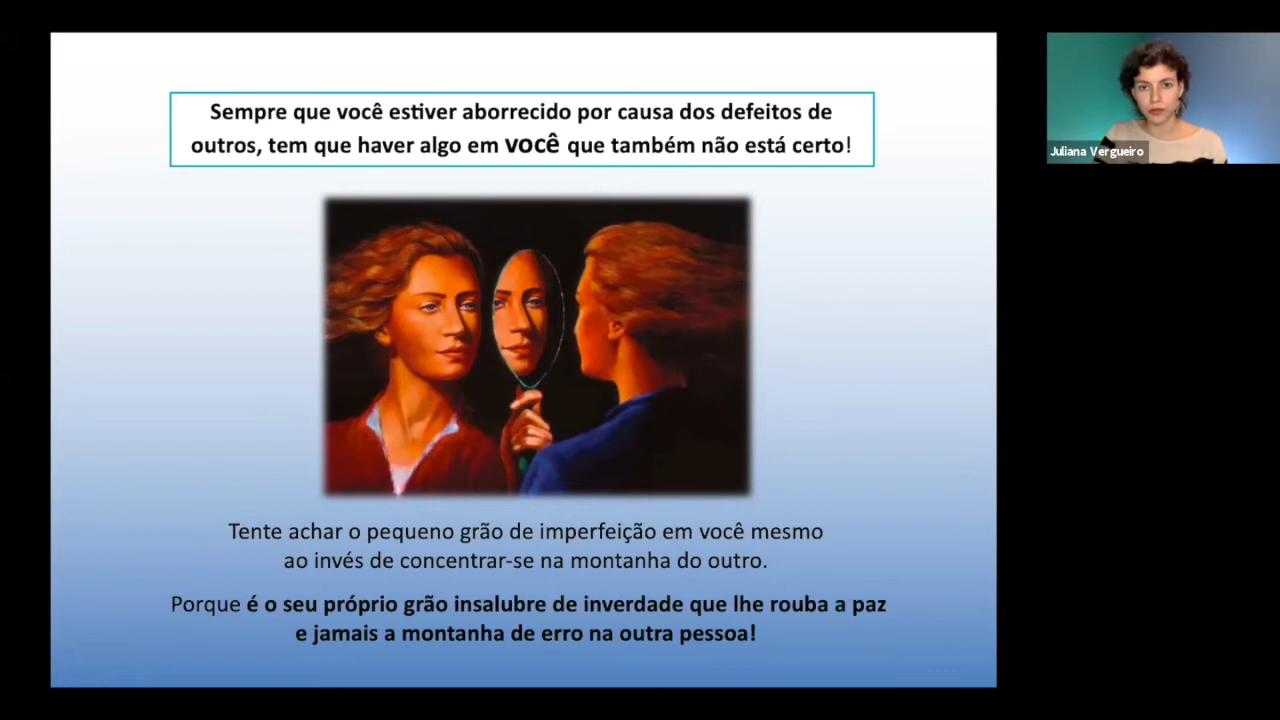 Sempre que você estiver aborrecido por causa dos defeitos de
outros, tem que haver algo em você que também não está certo!
Juliana Vergueiro
Tente achar o pequeno grão de imperfeição em você mesmo
ao invés de concentrar-se na montanha do outro.
Porque é o seu próprio grão insalubre de inverdade que lhe rouba a paz
e jamais a montanha de erro na outra pessoa!